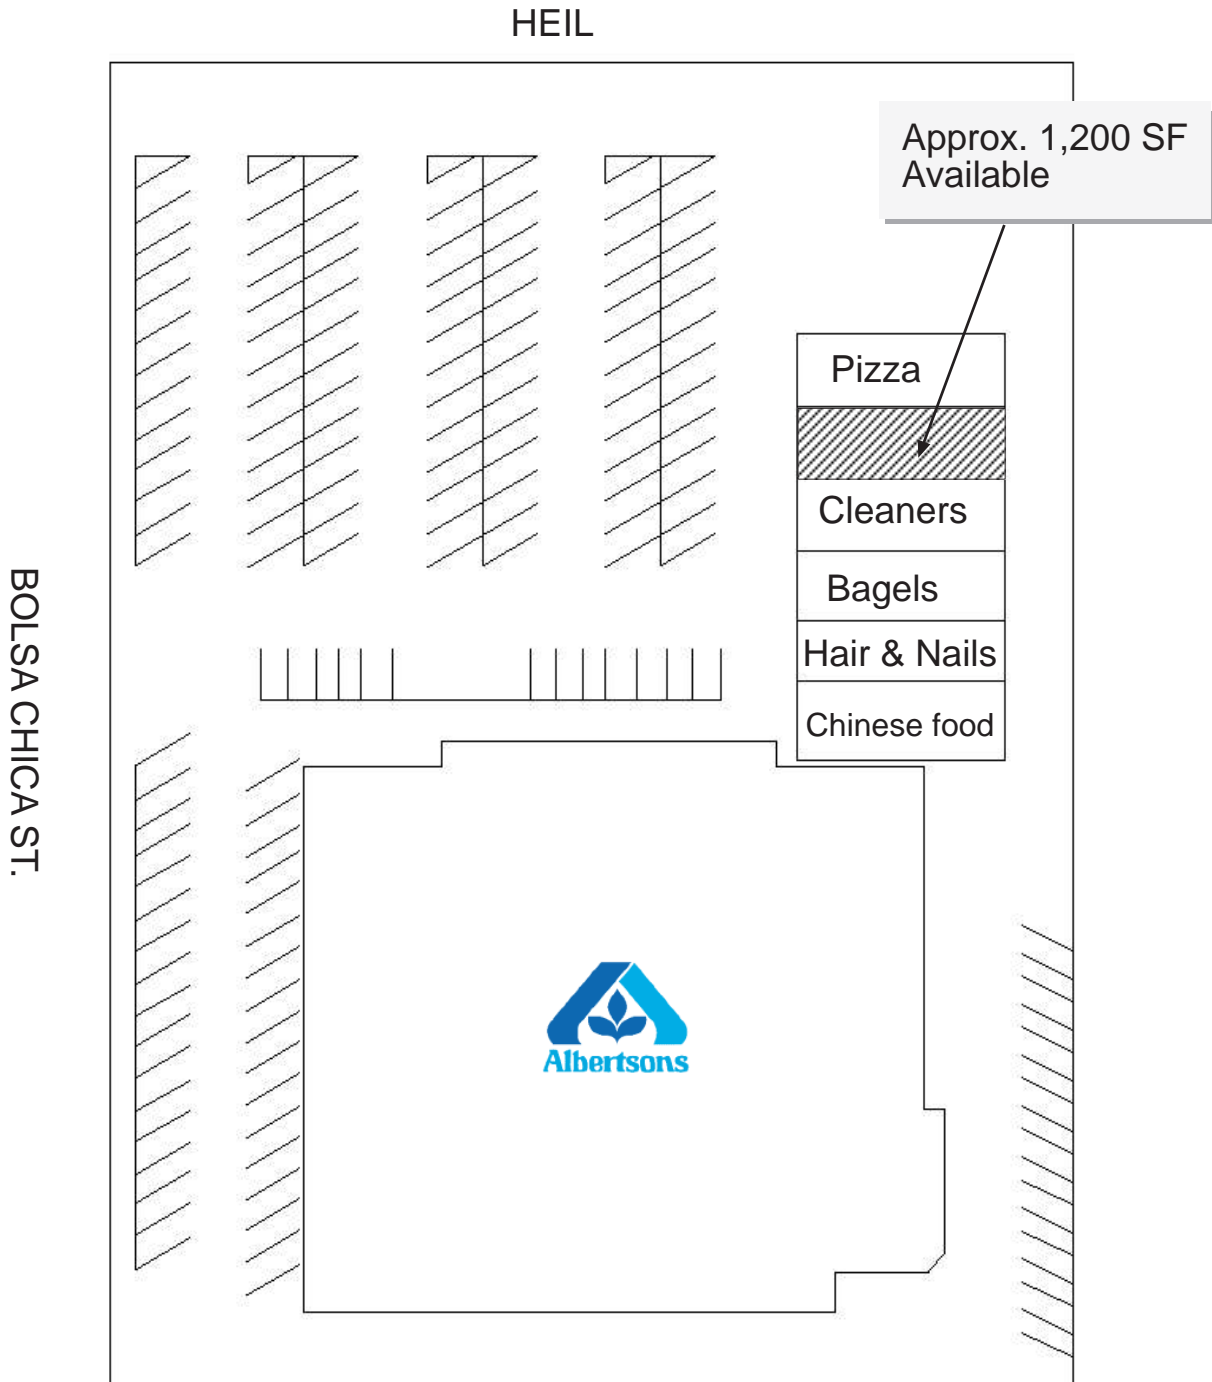 HEIL
Approx. 1,200 SF
Available
Pizza
Cleaners
Bagels
Hair & Nails
Chinese food
BOLSA CHICA ST.
Albertsons